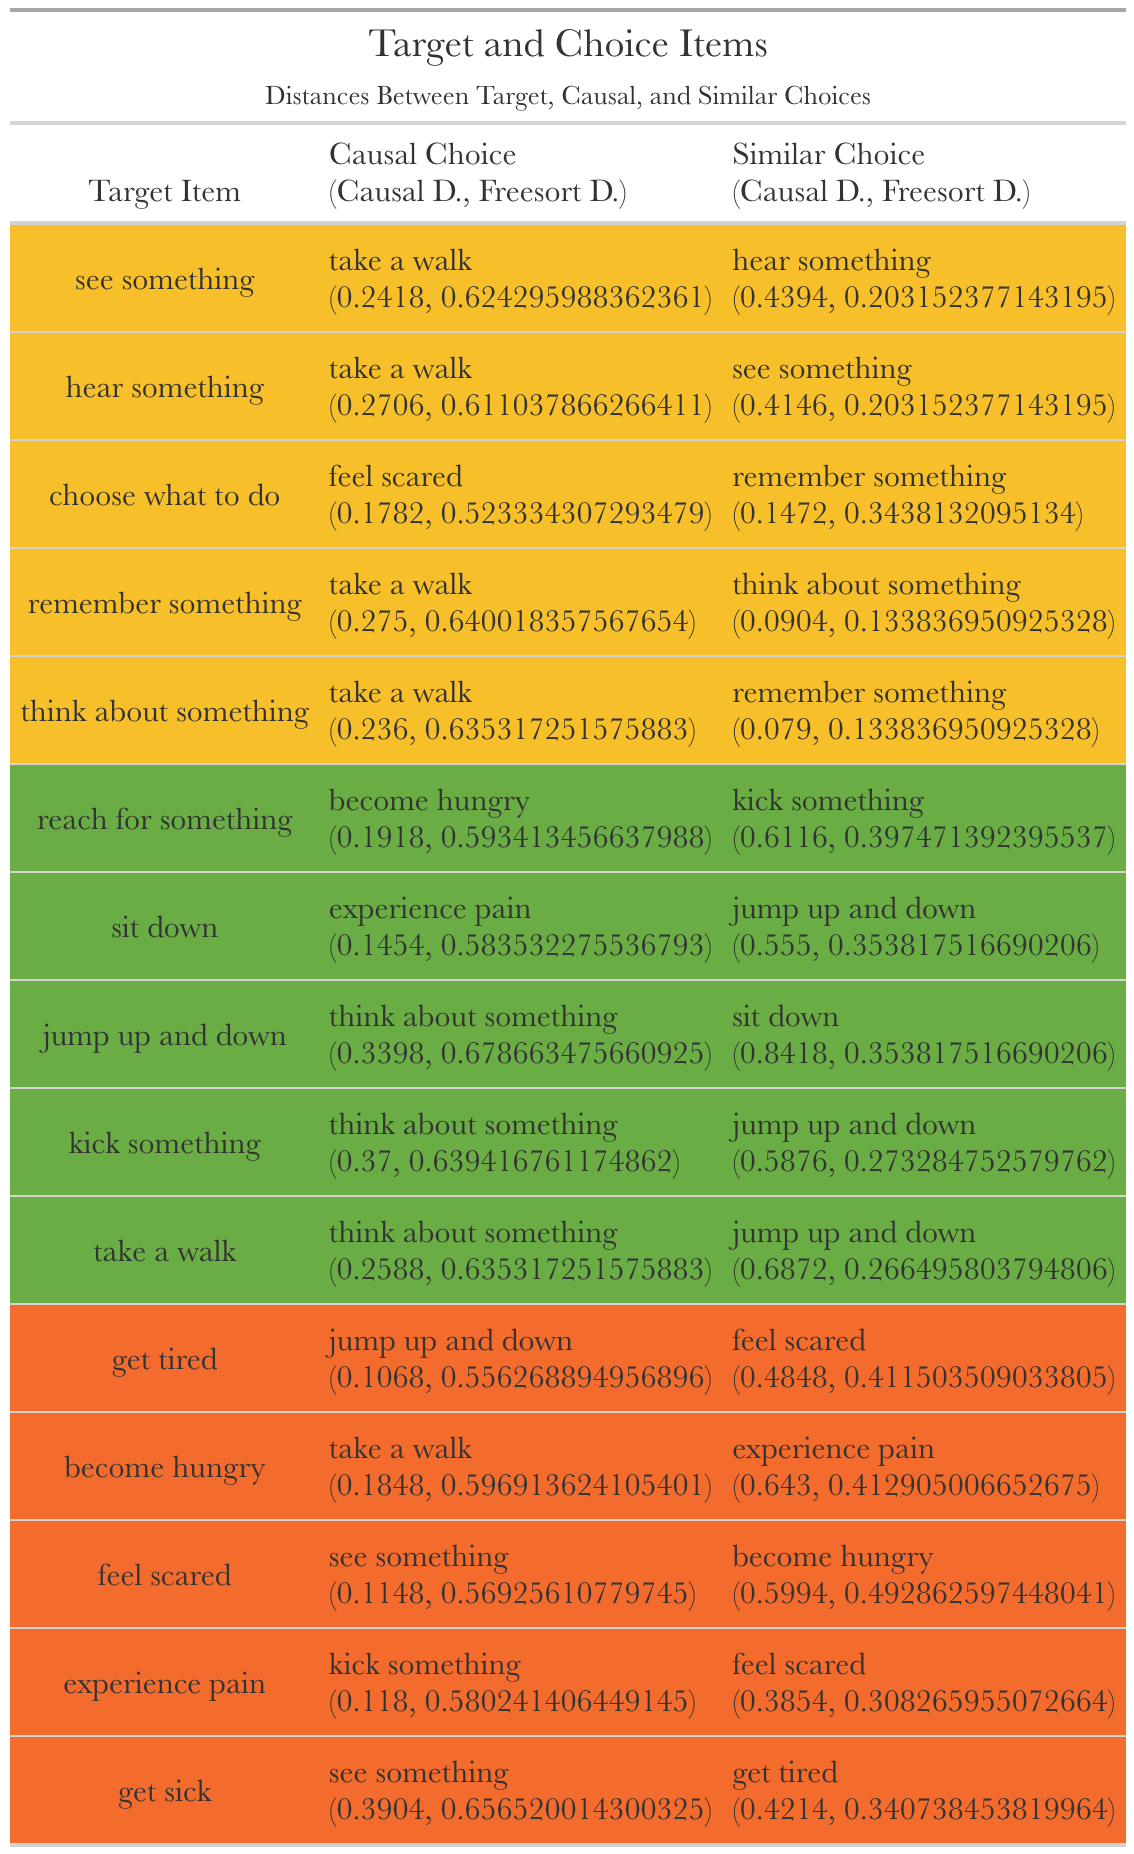 Target and Choice Items
Distances Between Target, Causal, and Similar Choices
Target Item
Causal Choice
(Causal D., Freesort D.)
Similar Choice
(Causal D., Freesort D.)
see something
take a walk
(0.2418, 0.624295988362361)
hear something
(0.4394, 0.203152377143195)
hear something
take a walk
(0.2706, 0.611037866266411)
see something
(0.4146, 0.203152377143195)
choose what to do
feel scared
(0.1782, 0.523334307293479)
remember something
(0.1472, 0.3438132095134)
remember something
take a walk
(0.275, 0.640018357567654)
think about something
(0.0904, 0.133836950925328)
think about something
take a walk
(0.236, 0.635317251575883)
remember something
(0.079, 0.133836950925328)
reach for something
become hungry
(0.1918, 0.593413456637988)
kick something
(0.6116, 0.397471392395537)
sit down
experience pain
(0.1454, 0.583532275536793)
jump up and down
(0.555, 0.353817516690206)
jump up and down
think about something
(0.3398, 0.678663475660925)
sit down
(0.8418, 0.353817516690206)
kick something
think about something
(0.37, 0.639416761174862)
jump up and down
(0.5876, 0.273284752579762)
take a walk
think about something
(0.2588, 0.635317251575883)
jump up and down
(0.6872, 0.266495803794806)
get tired
jump up and down
(0.1068, 0.556268894956896)
feel scared
(0.4848, 0.411503509033805)
become hungry
take a walk
(0.1848, 0.596913624105401)
experience pain
(0.643, 0.412905006652675)
feel scared
see something
(0.1148, 0.56925610779745)
become hungry
(0.5994, 0.492862597448041)
experience pain
kick something
(0.118, 0.580241406449145)
feel scared
(0.3854, 0.308265955072664)
get sick
see something
(0.3904, 0.656520014300325)
get tired
(0.4214, 0.340738453819964)